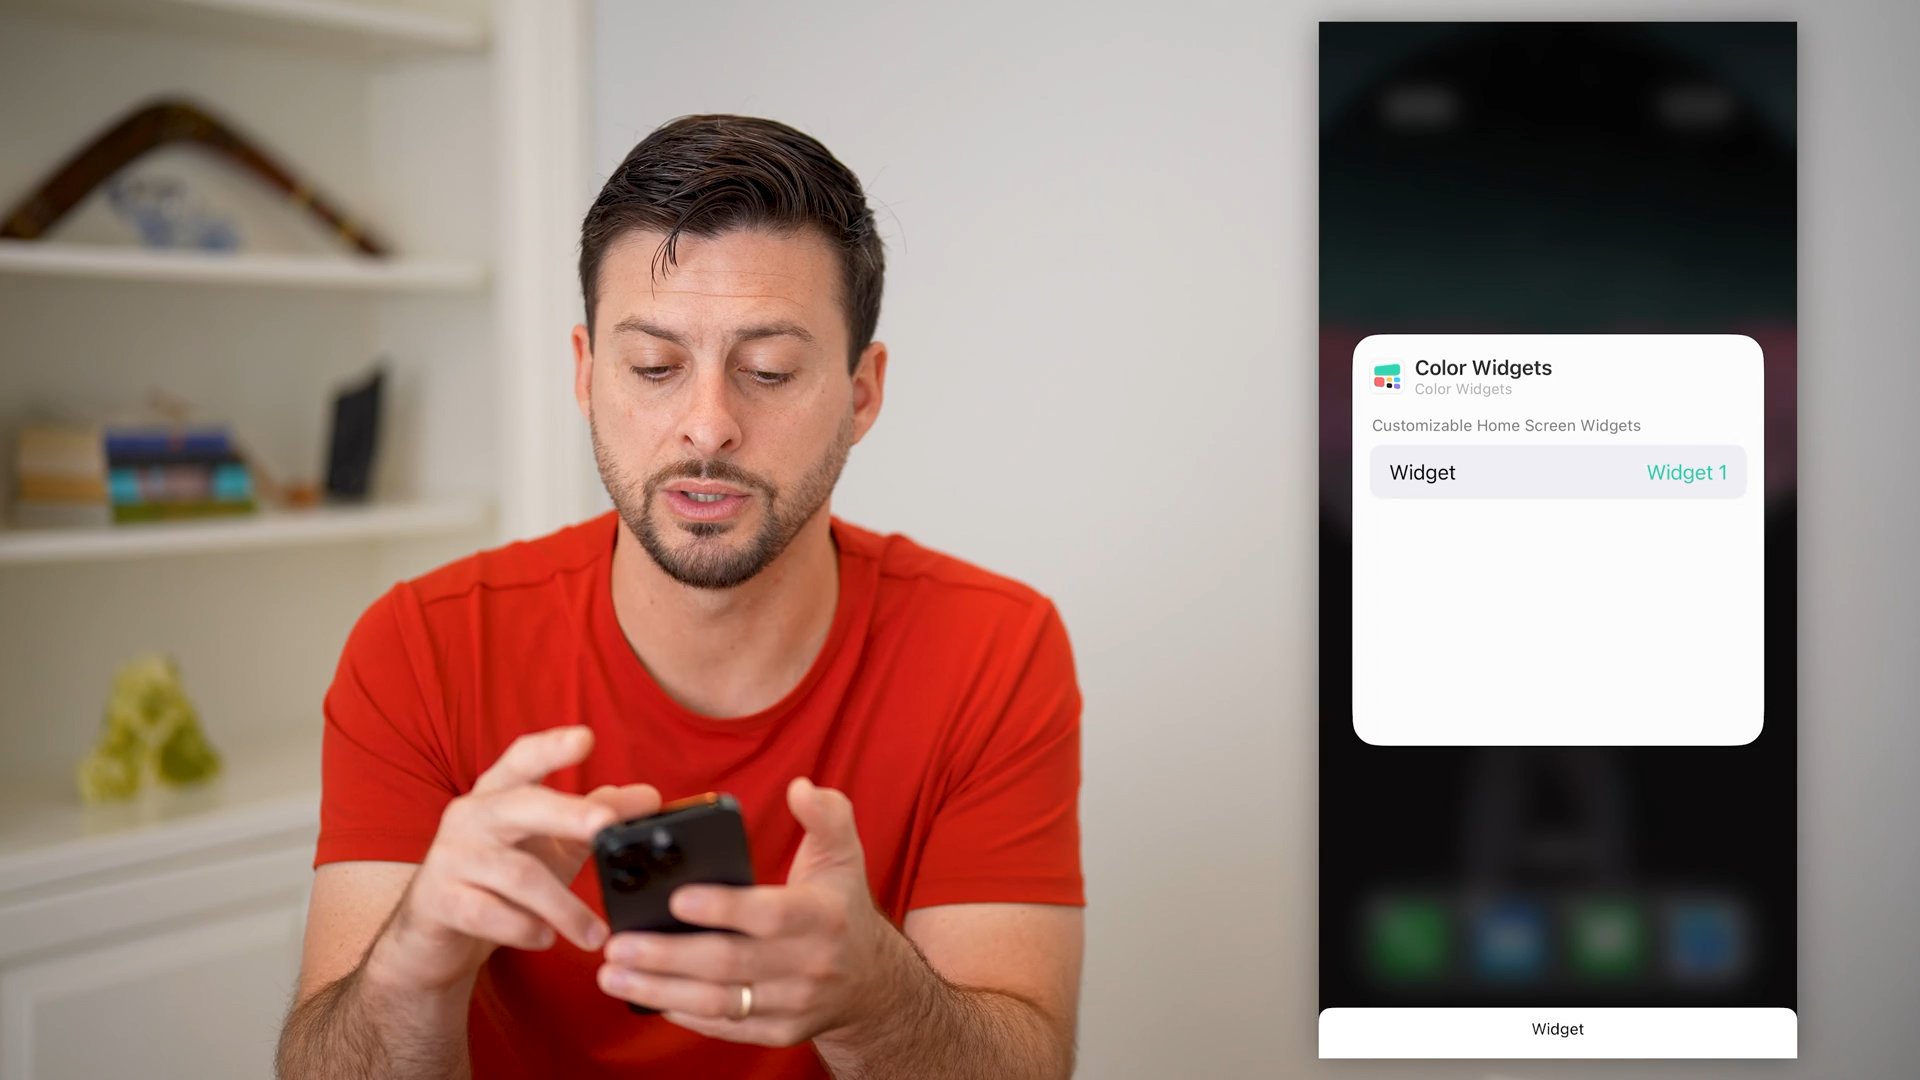 Color Widgets
Color Widgets
Customizable Home Screen Widgets
Widget
Widget 1
Widget